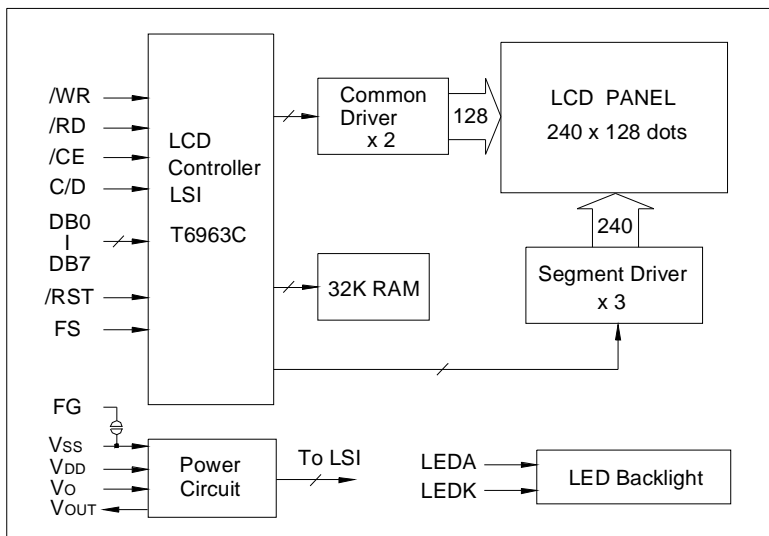 /WR
/RD
/CE
C/D
DB0
DB7
/RST
FS
LCD
Controller
LSI
T6963C
Common
Driver
x 2
128
LCD PANEL
240 x 128 dots
240
32K RAM
Segment Driver
x 3
FG
VSS
VDD
VO
VOUT
Power
Circuit
To LSI
LEDA
LEDK
LED Backlight